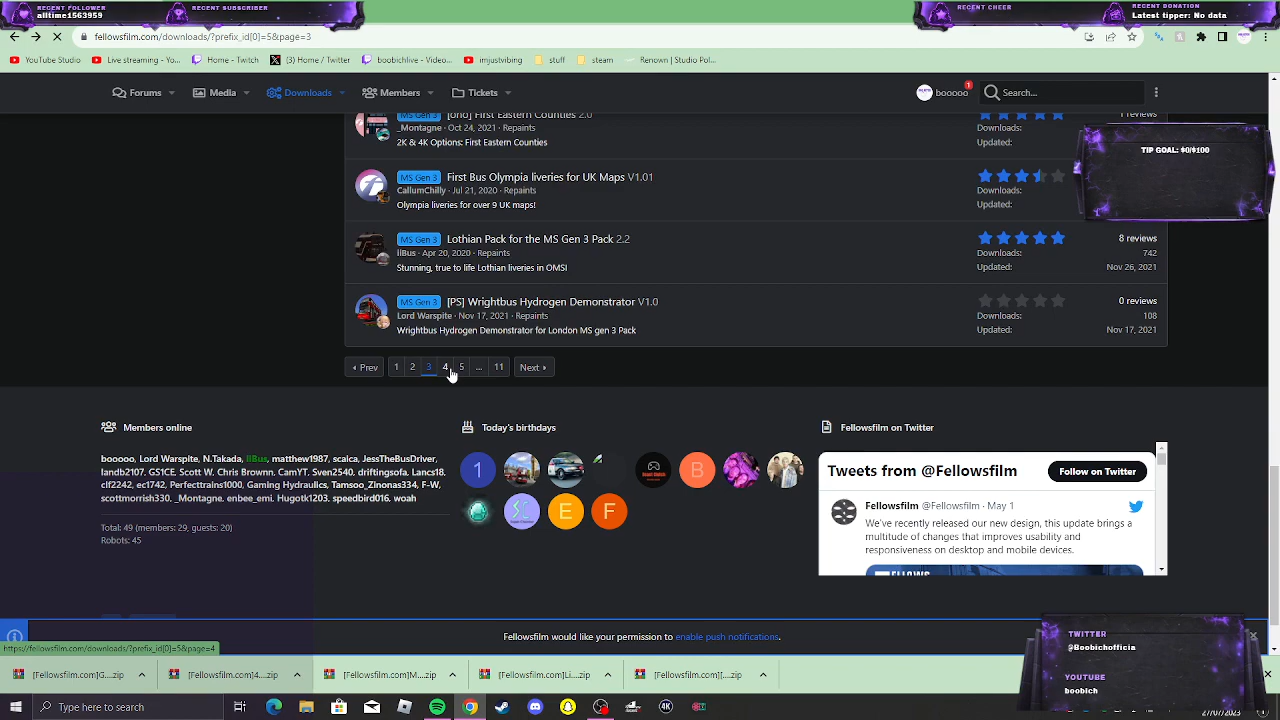 RECENT FOLLOWER
alltime1563959
RECENT SUBSCRIBER
RECENT CHEER
RECENT DONATION
Latest tipper: No data
fellowsfilm.com/downloads/?prefix_id[0]=5&page=3
YouTube Studio
Live streaming - Yo...
Home - Twitch
(3) Home / Twitter
boobichlive - Video...
imjustvibing
stuff
steam
Renown | Studio Pol...
Forums
Media
Downloads
Members
Tickets
booooo
1
Search...
MS Gen 3
First Eastern Counties 2.0
_Montagne · Oct 24, 2021 · Repaints
2K & 4K Options: First Eastern Counties
reviews
Downloads:
Updated:
TIP GOAL: $0/$100
MS Gen 3 First Bus Olympia liveries for UK Maps V1.01
CallumChilly · Jul 21, 2020 · Repaints
Olympia liveries for over 9 UK maps!
Downloads:
Updated:
MS Gen 3 Lothian Pack for the MS Gen 3 Pack 2.2
Apr 20, 2020 · Repaints
Stunning, true to life Lothian liveries in OMSI
8 reviews
Downloads: 742
Updated: Nov 26, 2021
MS Gen 3 [PS] Wrightbus Hydrogen Demonstrator V1.0
Lord Warspite · Nov 17, 2021 · Repaints
Wrightbus Hydrogen Demonstrator for London MS gen 3 Pack
0 reviews
Downloads: 108
Updated: Nov 17, 2021
Prev 1 2 3 4 5 ... 11 Next
Members online
booooo, Lord Warspite, N.Takada, matthew1987, scalca, JessTheBusDriver,
landb2107, GS1CE, Scott W, Chris Brownn, CamYT, Sven2540, driftingsofa, Lancs18,
clf2242, ec1742, Perfecttrains1000, Gaming Hydraulics, Tamsoo, Jnonas334, F-W,
scottmorrish330, _Montagne, enbee_emi, Hugotk1203, speedbird016, woah
Total: 49 (members: 29, guests: 20)
Robots: 45
Today's birthdays
1
B
E
F
Fellowsfilm on Twitter
Tweets from @Fellowsfilm
Follow on Twitter
Fellowsfilm @Fellowsfilm · May 1
We've recently released our new design, this update brings a
multitude of changes that improves usability and
responsiveness on desktop and mobile devices.
Fellowsfilm would like your permission to enable push notifications.
https://fellowsfilm.com/downloads/?prefix_id[0]=5&page=4
TWITTER
@Boobichofficia
YOUTUBE
boobich
[Fellowsfilm.com]G....zip
[Fellowsfilm.com]4....zip
[Fellowsfilm.com]M....zip
[Fellowsfilm.com]Li....zip
[Fellowsfilm.com][....zip
Type here to search
27/07/2023